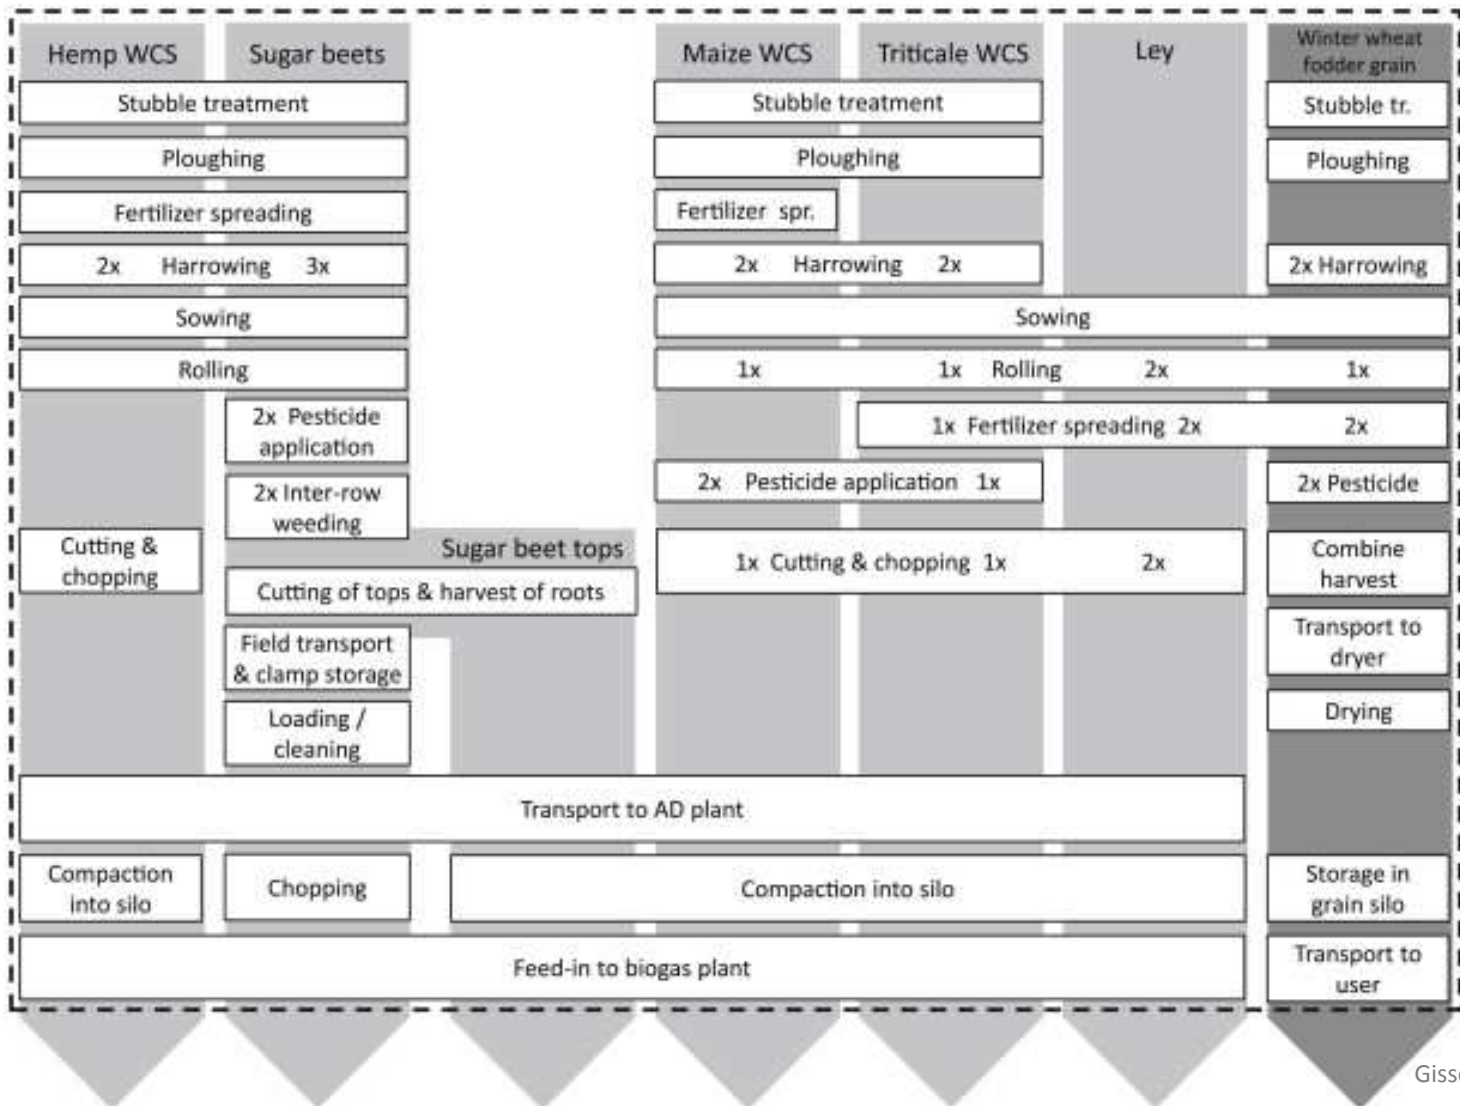 Hemp WCS
Sugar beets
Maize WCS
Triticale WCS
Ley
Winter wheat
fodder grain
Stubble treatment
Stubble treatment
Stubble tr.
Ploughing
Ploughing
Ploughing
Fertilizer spreading
Fertilizer spr.
2x Harrowing 3x
2x Harrowing 2x
2x Harrowing
Sowing
Sowing
Rolling
1x 1x Rolling 2x 1x
2x Pesticide
application
1x Fertilizer spreading 2x 2x
2x Inter-row
weeding
2x Pesticide application 1x
2x Pesticide
Cutting &
chopping
Sugar beet tops
Cutting of tops & harvest of roots
1x Cutting & chopping 1x 2x
Combine
harvest
Field transport
& clamp storage
Transport to
dryer
Loading /
cleaning
Drying
Transport to AD plant
Compaction
into silo
Chopping
Compaction into silo
Storage in
grain silo
Feed-in to biogas plant
Transport to
user